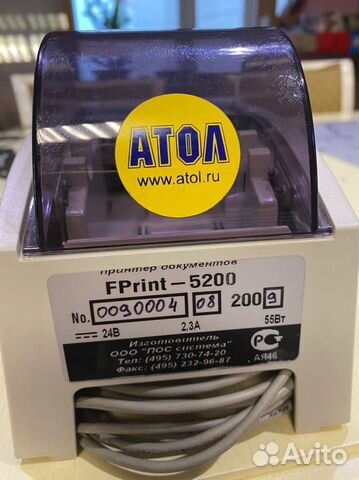 АТОЛ
www.atol.ru
принтер документов
FPrint-5200
No. 0090004 08 2009
24В 2.3А 55Вт
Изготовитель
ООО "ПОС система"
Тел: (495) 730-74-20
Факс: (495) 232-96-87
АЯ46
Avito